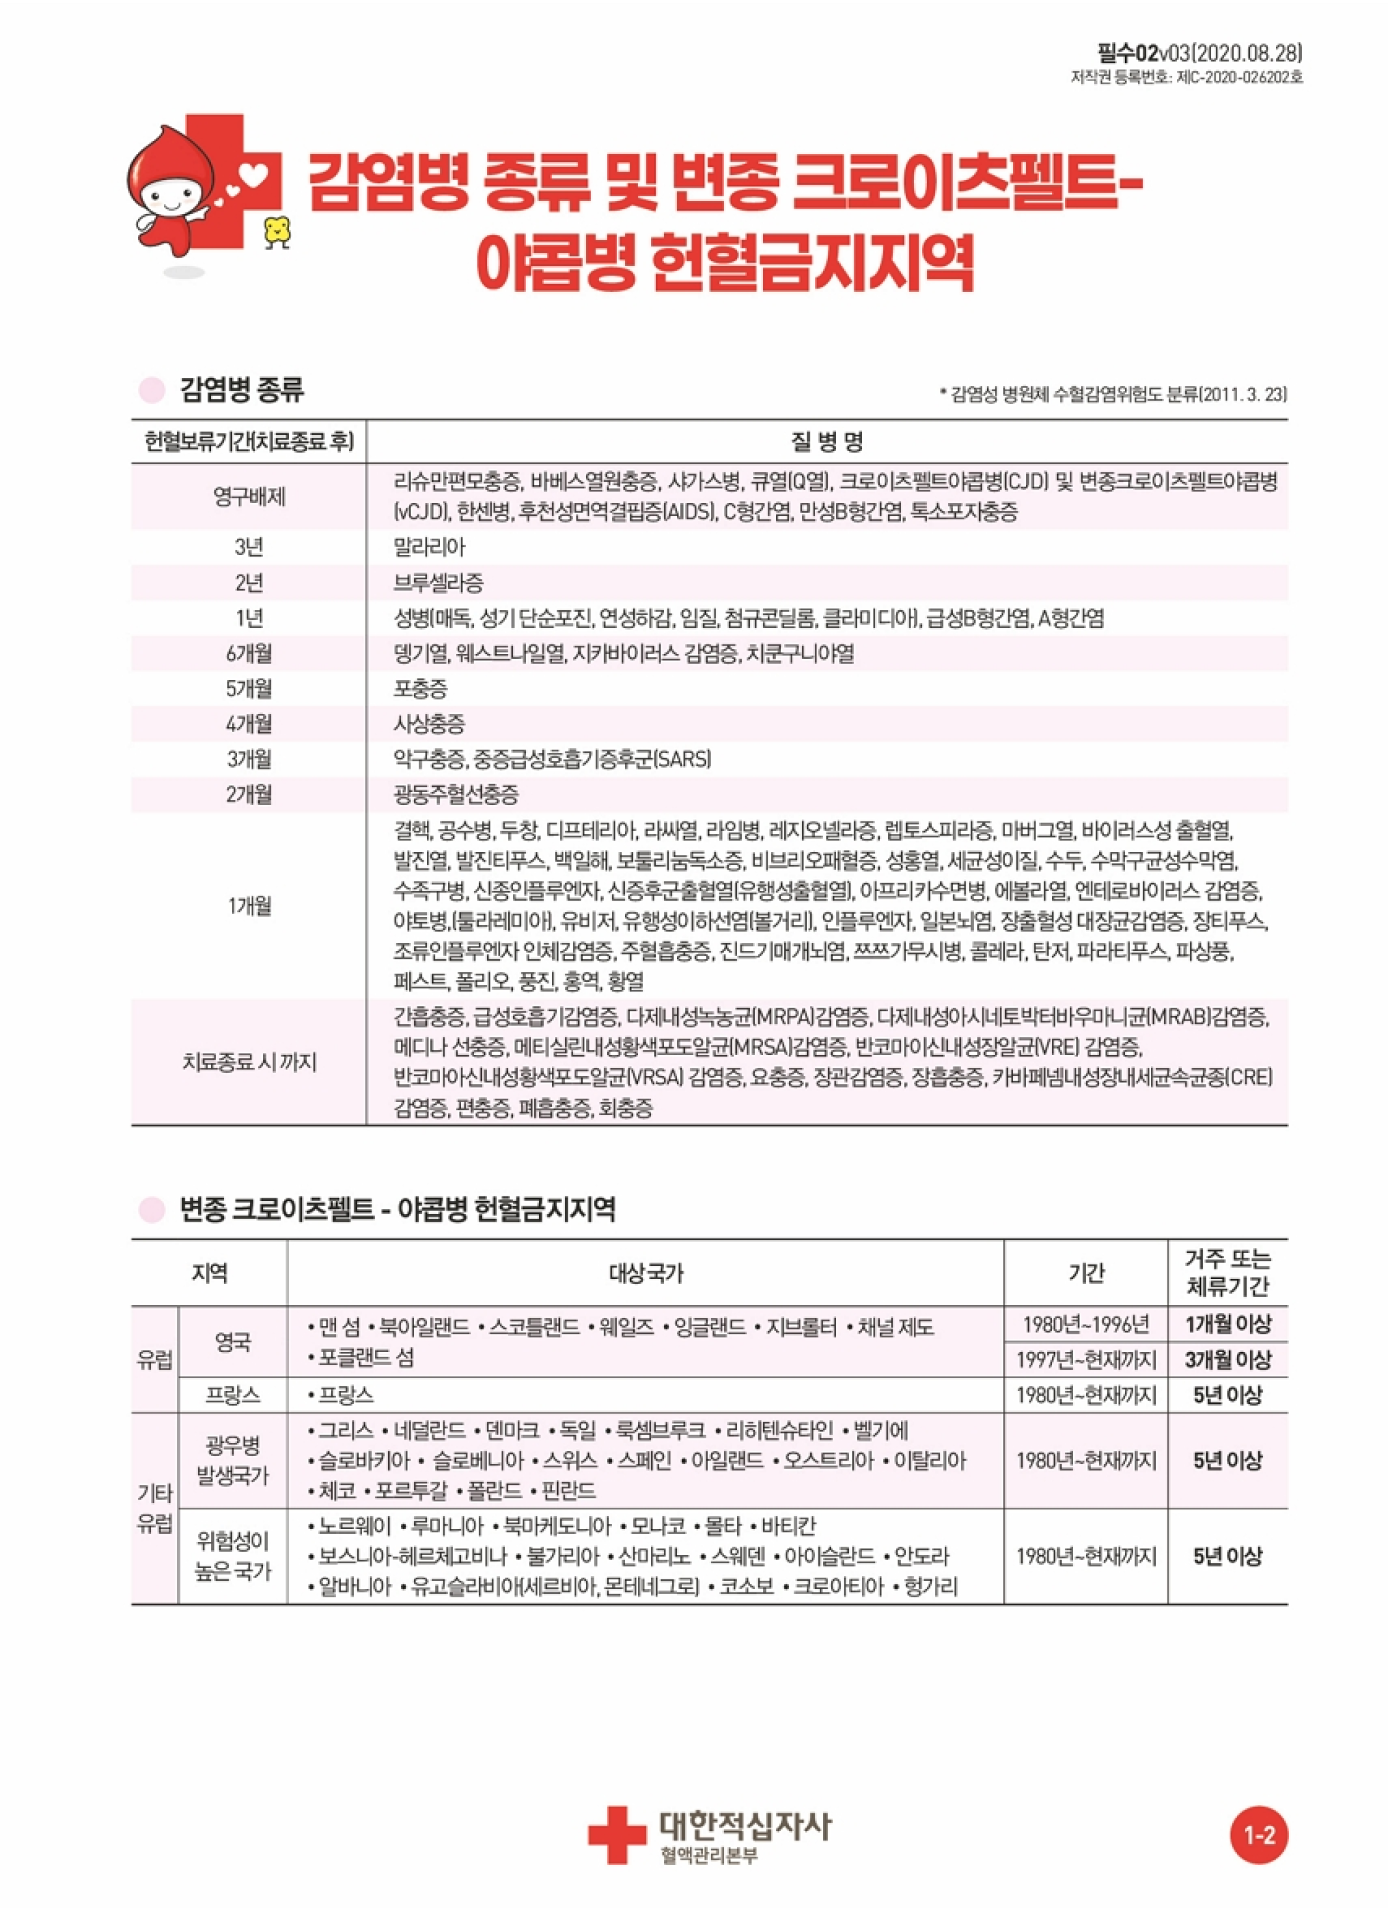 필수02v03(2020.08.28)
저작권 등록번호: 제C-2020-026202호
감염병 종류 및 변종 크로이츠펠트-
야콥병 헌혈금지지역
감염병 종류
* 감염성 병원체 수혈감염위험도 분류(2011. 3. 23)
헌혈보류기간(치료종료 후) 질 병 명
영구배제
리슈만편모충증, 바베스열원충증, 샤가스병, 큐열(Q열), 크로이츠펠트야콥병(CJD) 및 변종크로이츠펠트야콥병
(vCJD), 한센병, 후천성면역결핍증(AIDS), C형간염, 만성B형간염, 톡소포자충증
3년 말라리아
2년 브루셀라증
1년 성병(매독, 성기 단순포진, 연성하감, 임질, 첨규콘딜롬, 클라미디아), 급성B형간염, A형간염
6개월 뎅기열, 웨스트나일열, 지카바이러스 감염증, 치쿤구니야열
5개월 포충증
4개월 사상충증
3개월 악구충증, 중증급성호흡기증후군(SARS)
2개월 광동주혈선충증
1개월
결핵, 공수병, 두창, 디프테리아, 라싸열, 라임병, 레지오넬라증, 렙토스피라증, 마버그열, 바이러스성 출혈열,
발진열, 발진티푸스, 백일해, 보툴리눔독소증, 비브리오패혈증, 성홍열, 세균성이질, 수두, 수막구균성수막염,
수족구병, 신종인플루엔자, 신증후군출혈열(유행성출혈열), 아프리카수면병, 에볼라열, 엔테로바이러스 감염증,
야토병,(툴라레미아), 유비저, 유행성이하선염(볼거리), 인플루엔자, 일본뇌염, 장출혈성 대장균감염증, 장티푸스,
조류인플루엔자 인체감염증, 주혈흡충증, 진드기매개뇌염, 쯔쯔가무시병, 콜레라, 탄저, 파라티푸스, 파상풍,
페스트, 폴리오, 풍진, 홍역, 황열
치료종료 시 까지
간흡충증, 급성호흡기감염증, 다제내성녹농균(MRPA)감염증, 다제내성아시네토박터바우마니균(MRAB)감염증,
메디나 선충증, 메티실린내성황색포도알균(MRSA)감염증, 반코마이신내성장알균(VRE) 감염증,
반코마아신내성황색포도알균(VRSA) 감염증, 요충증, 장관감염증, 장흡충증, 카바페넴내성장내세균속균종(CRE)
감염증, 편충증, 폐흡충증, 회충증
변종 크로이츠펠트 - 야콥병 헌혈금지지역
지역 대상국가 기간 거주 또는
체류기간
유럽
영국
• 맨 섬 • 북아일랜드 • 스코틀랜드 • 웨일즈 • 잉글랜드 • 지브롤터 • 채널 제도
• 포클랜드 섬
1980년~1996년 1개월 이상
1997년~현재까지 3개월 이상
프랑스 • 프랑스 1980년~현재까지 5년 이상
기타
유럽
광우병
발생국가
• 그리스 • 네덜란드 • 덴마크 • 독일 • 룩셈브루크 • 리히텐슈타인 • 벨기에
• 슬로바키아 • 슬로베니아 • 스위스 • 스페인 • 아일랜드 • 오스트리아 • 이탈리아
• 체코 • 포르투갈 • 폴란드 • 핀란드
1980년~현재까지 5년 이상
위험성이
높은 국가
• 노르웨이 • 루마니아 • 북마케도니아 • 모나코 • 몰타 • 바티칸
• 보스니아-헤르체고비나 • 불가리아 • 산마리노 • 스웨덴 • 아이슬란드 • 안도라
• 알바니아 • 유고슬라비아(세르비아, 몬테네그로) • 코소보 • 크로아티아 • 헝가리
1980년~현재까지 5년 이상
대한적십자사
혈액관리본부
1-2